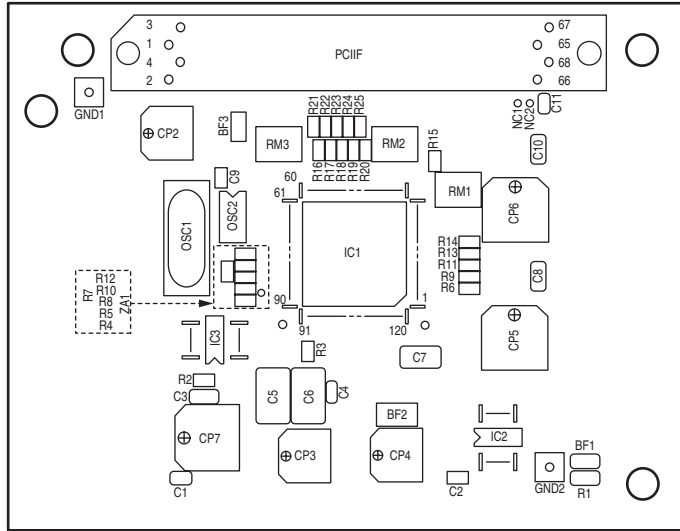 3
1
4
2
PCIIF
67
65
68
66
GND1
CP2
BF3
RM3
R21
R22
R23
R24
R25
R16
R17
R18
R19
R20
RM2
R15
RM1
NC1
NC2
C11
C10
CP6
C9
OSC1
OSC2
60
61
IC1
90
91
1
120
R14
R13
R11
R9
R6
C8
CP5
R7
R12
R10
R8
R5
R4
ZA1
IC3
R3
C7
R2
C3
C5
C6
C4
BF2
CP7
CP3
CP4
IC2
C1
C2
GND2
BF1
R1